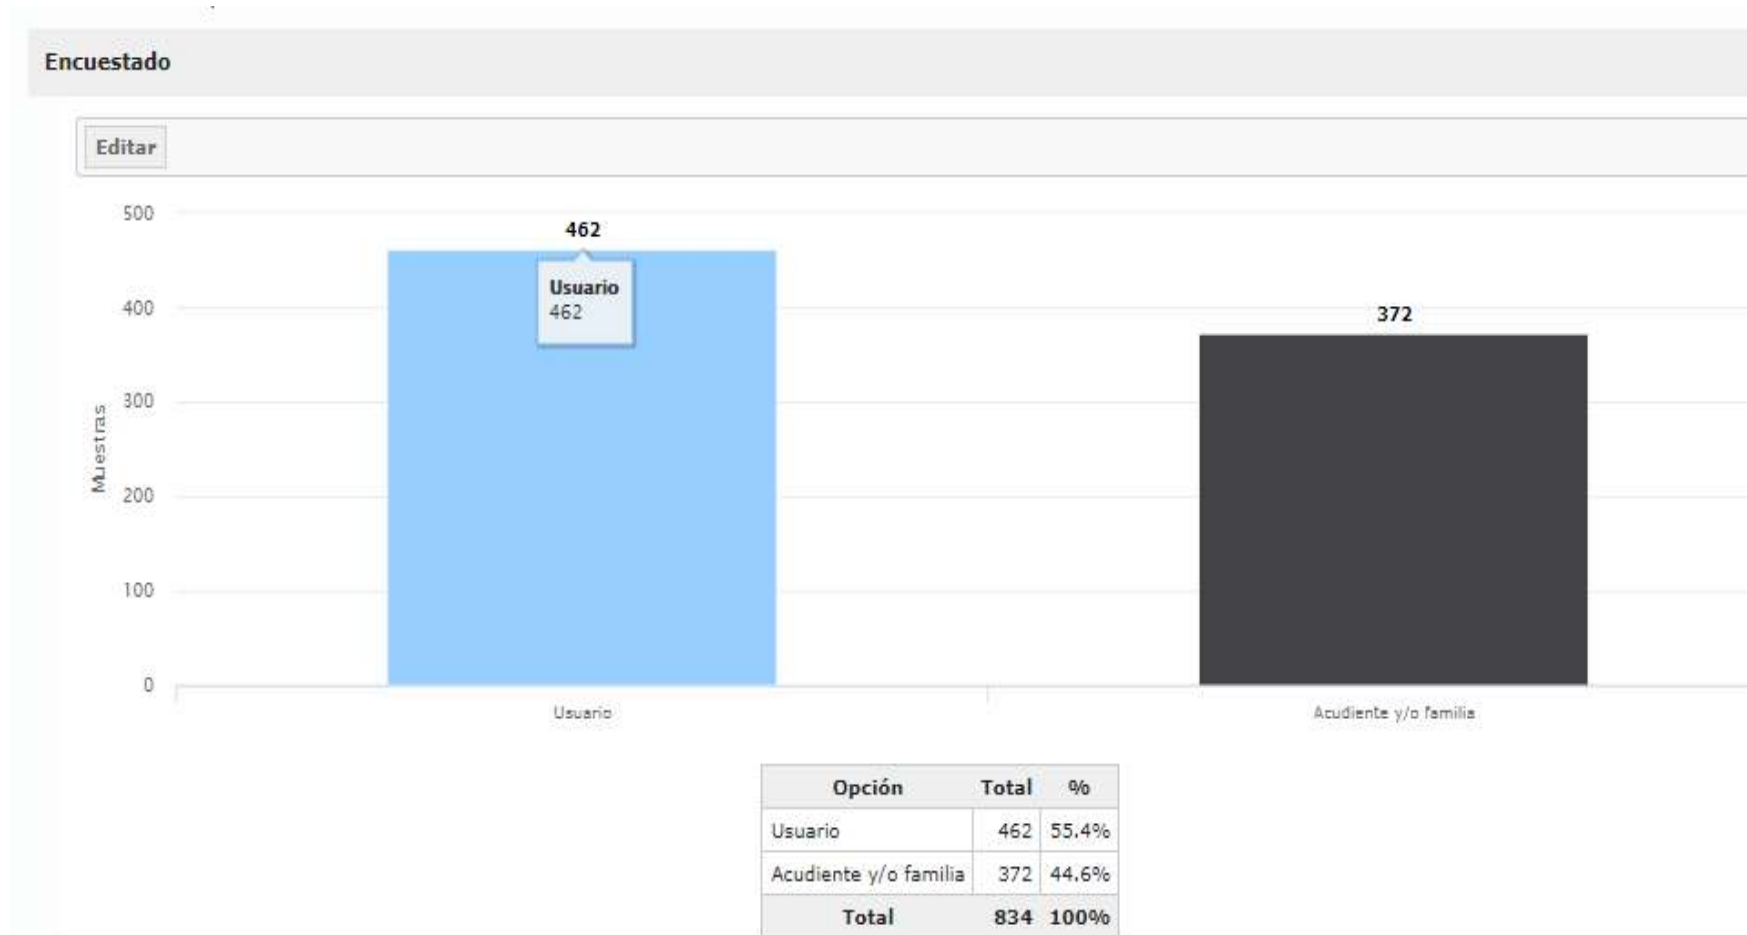 Encuestado
Editar
500
462
Usuario
462
400
372
300
Muestras
200
100
0
Usuario
Acudiente y/o familia
Opción Total %
Usuario 462 55.4%
Acudiente y/o familia 372 44.6%
Total 834 100%